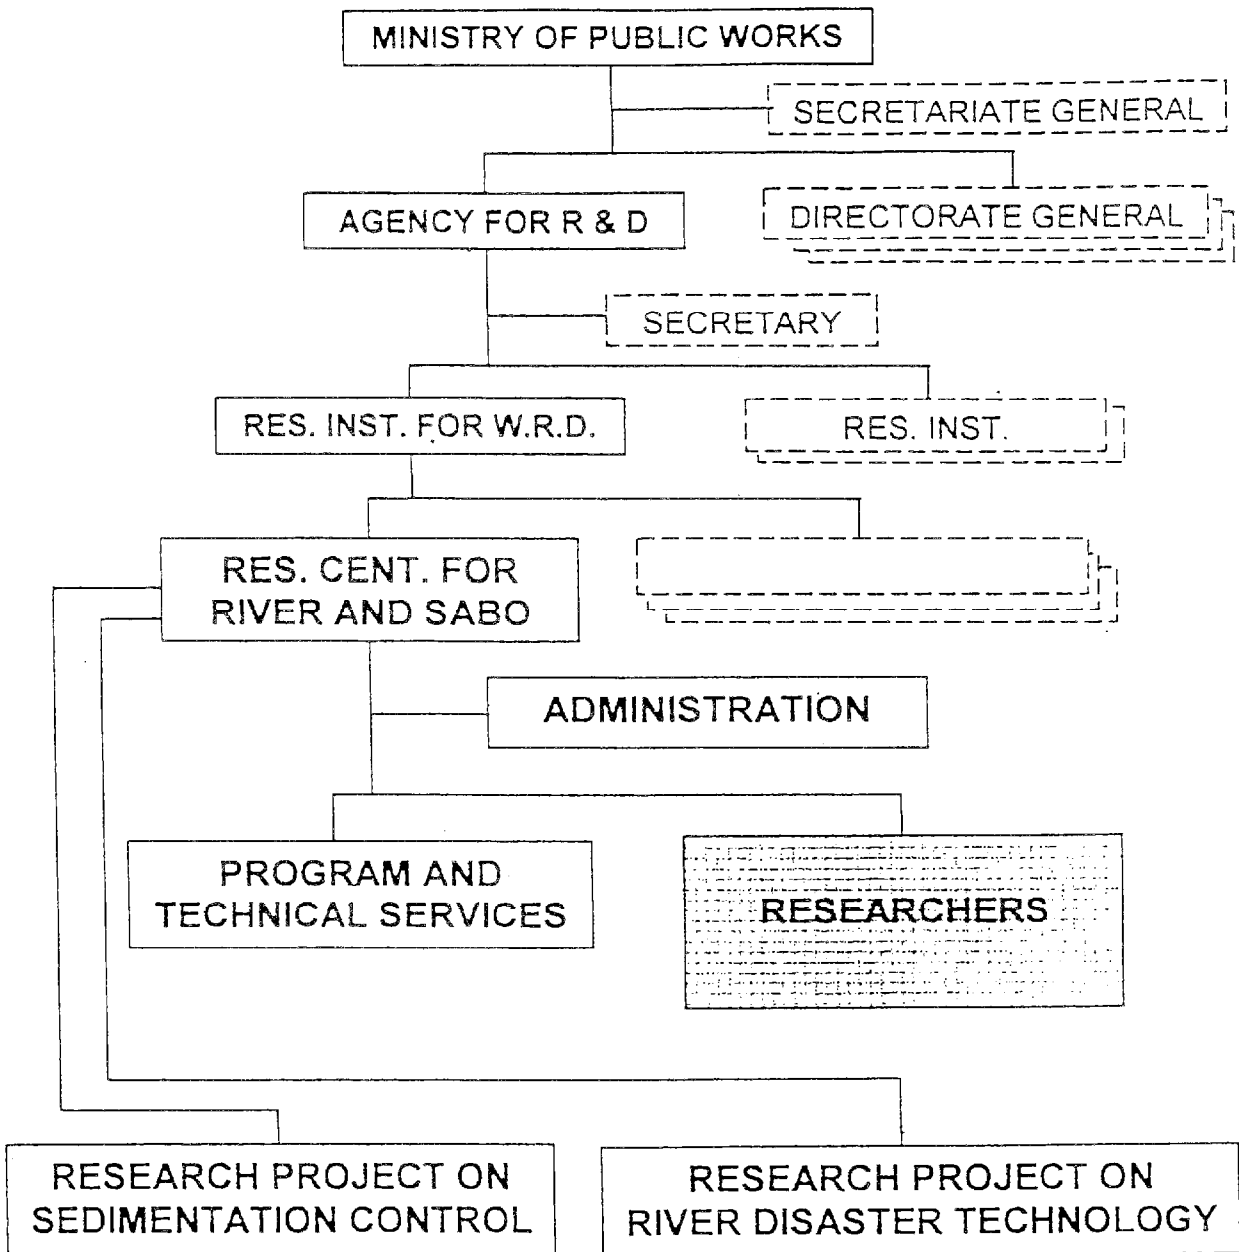 MINISTRY OF PUBLIC WORKS
SECRETARIATE GENERAL
AGENCY FOR R & D
DIRECTORATE GENERAL
SECRETARY
RES. INST. FOR W.R.D.
RES. INST.
RES. CENT. FOR
RIVER AND SABO
ADMINISTRATION
PROGRAM AND
TECHNICAL SERVICES
RESEARCHERS
RESEARCH PROJECT ON
SEDIMENTATION CONTROL
RESEARCH PROJECT ON
RIVER DISASTER TECHNOLOGY